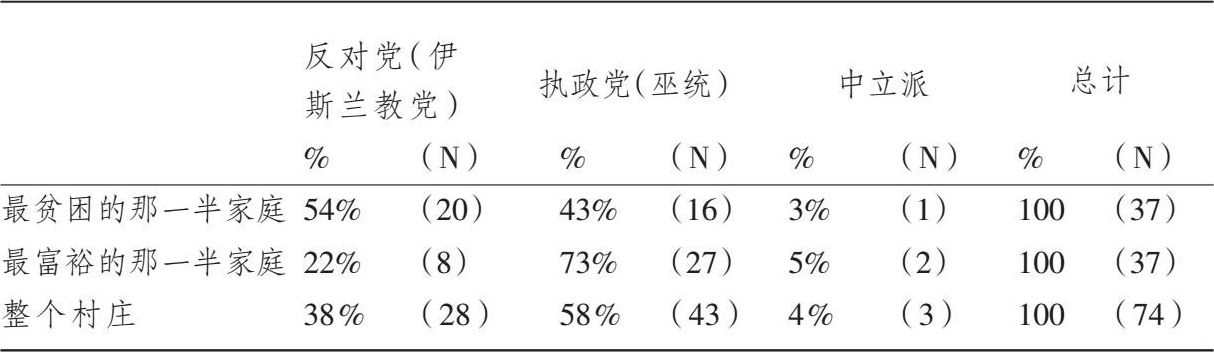 反对党(伊斯兰教党) 执政党(巫统) 中立派 总计
% (N) % (N) % (N) % (N)
最贫困的那一半家庭 54% (20) 43% (16) 3% (1) 100 (37)
最富裕的那一半家庭 22% (8) 73% (27) 5% (2) 100 (37)
整个村庄 38% (28) 58% (43) 4% (3) 100 (74)